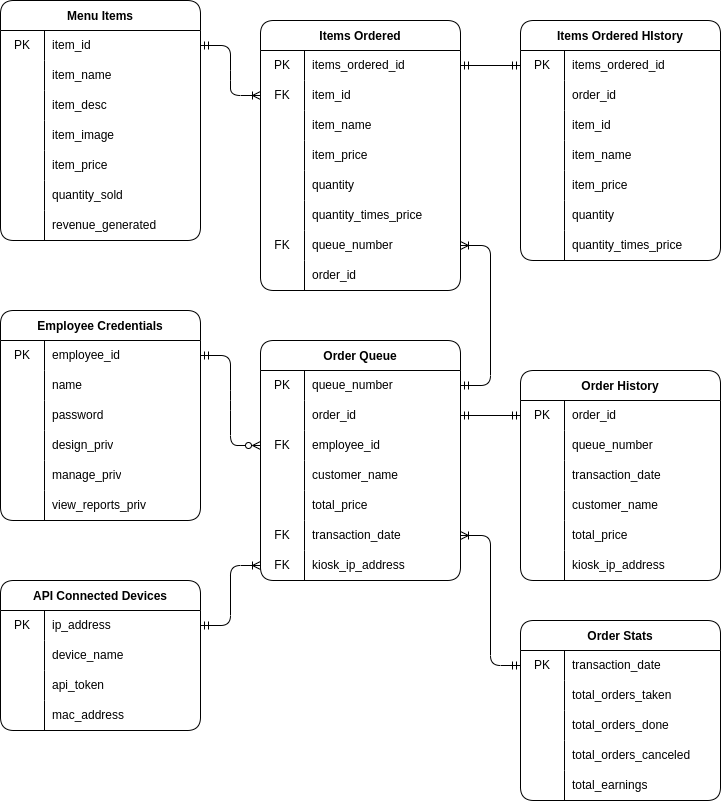 Menu Items
PK item_id
item_name
item_desc
item_image
item_price
quantity_sold
revenue_generated
Items Ordered
PK items_ordered_id
FK item_id
item_name
item_price
quantity
quantity_times_price
FK queue_number
order_id
Items Ordered HIstory
PK items_ordered_id
order_id
item_id
item_name
item_price
quantity
quantity_times_price
Employee Credentials
PK employee_id
name
password
design_priv
manage_priv
view_reports_priv
Order Queue
PK queue_number
order_id
FK employee_id
customer_name
total_price
FK transaction_date
FK kiosk_ip_address
Order History
PK order_id
queue_number
transaction_date
customer_name
total_price
kiosk_ip_address
API Connected Devices
PK ip_address
device_name
api_token
mac_address
Order Stats
PK transaction_date
total_orders_taken
total_orders_done
total_orders_canceled
total_earnings